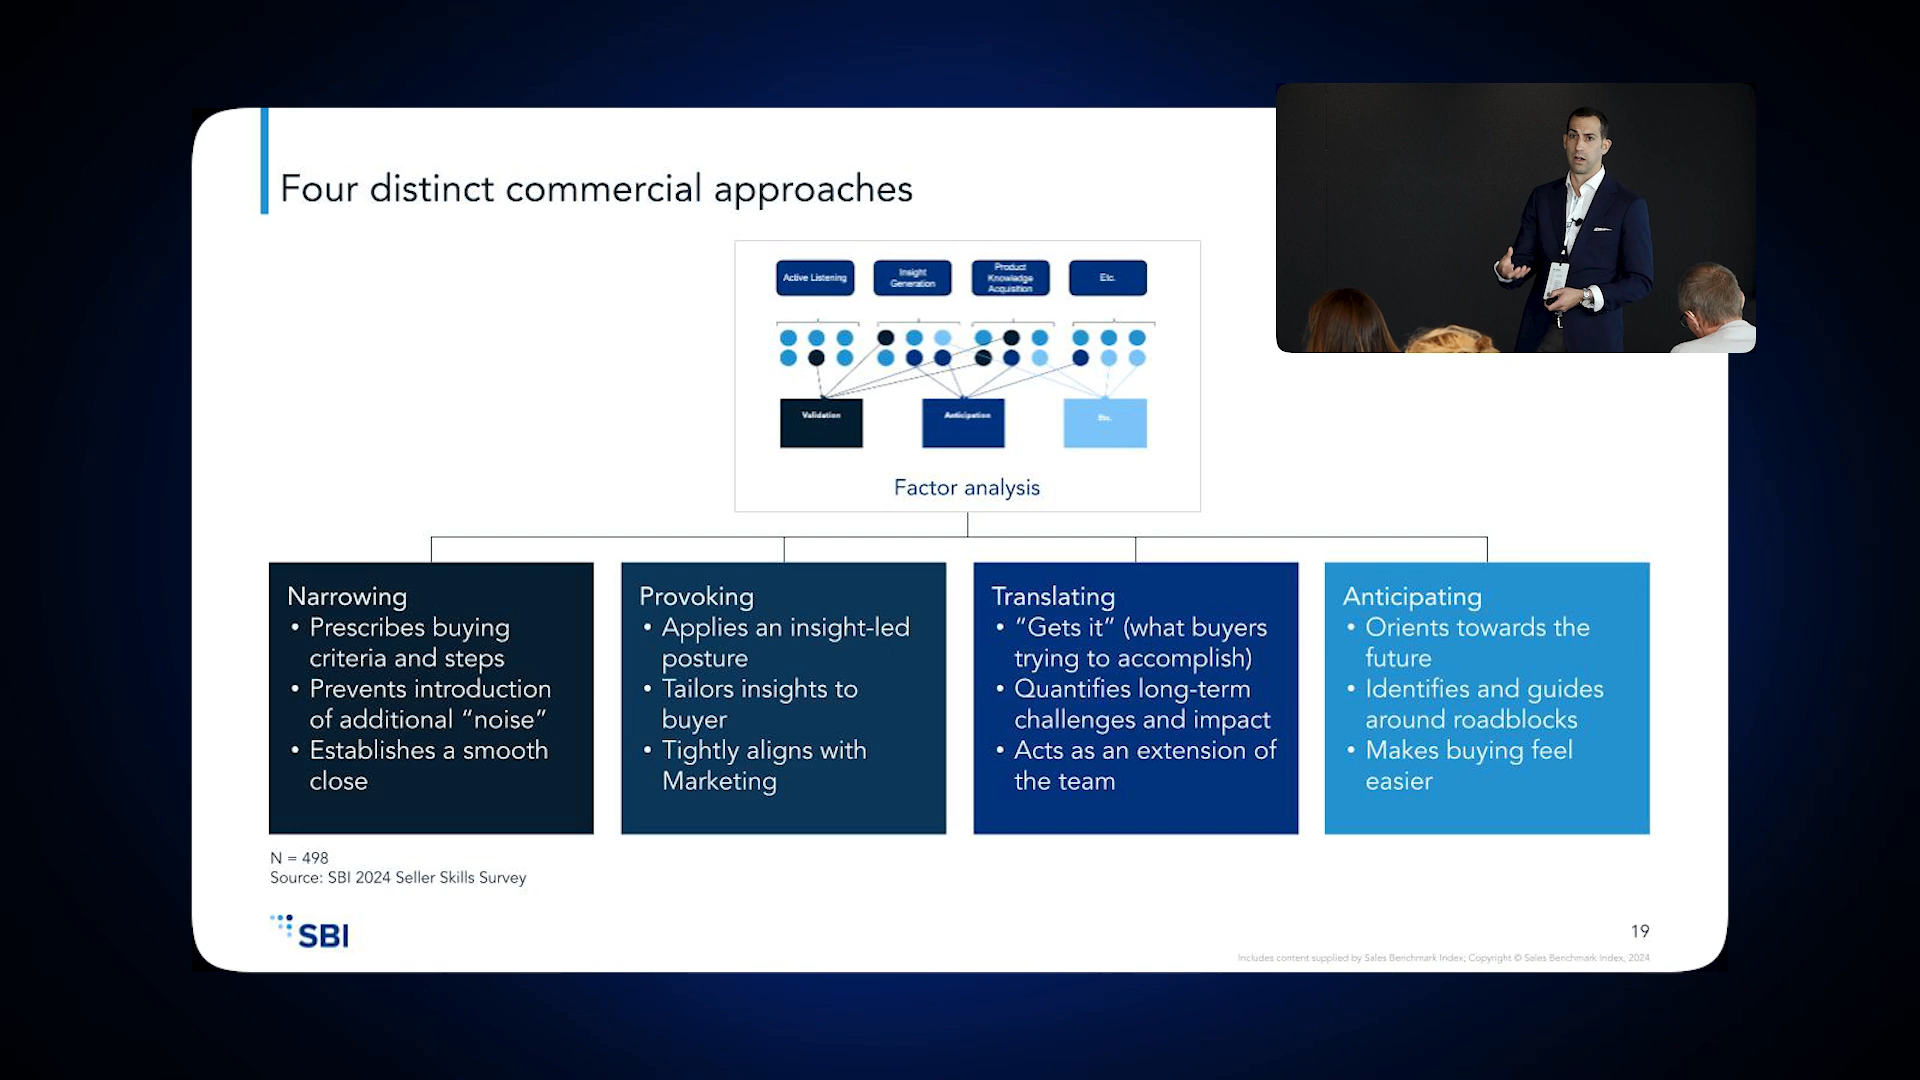 Four distinct commercial approaches
Active Listening
Insight
Generation
Product
Knowledge
Acquisition
Etc.
Validation
Anticipation
Etc.
Factor analysis
Narrowing
• Prescribes buying
criteria and steps
• Prevents introduction
of additional “noise”
• Establishes a smooth
close
Provoking
• Applies an insight-led
posture
• Tailors insights to
buyer
• Tightly aligns with
Marketing
Translating
• “Gets it” (what buyers
trying to accomplish)
• Quantifies long-term
challenges and impact
• Acts as an extension of
the team
Anticipating
• Orients towards the
future
• Identifies and guides
around roadblocks
• Makes buying feel
easier
N = 498
Source: SBI 2024 Seller Skills Survey
SBI
19
Includes content supplied by Sales Benchmark Index; Copyright © Sales Benchmark Index, 2024